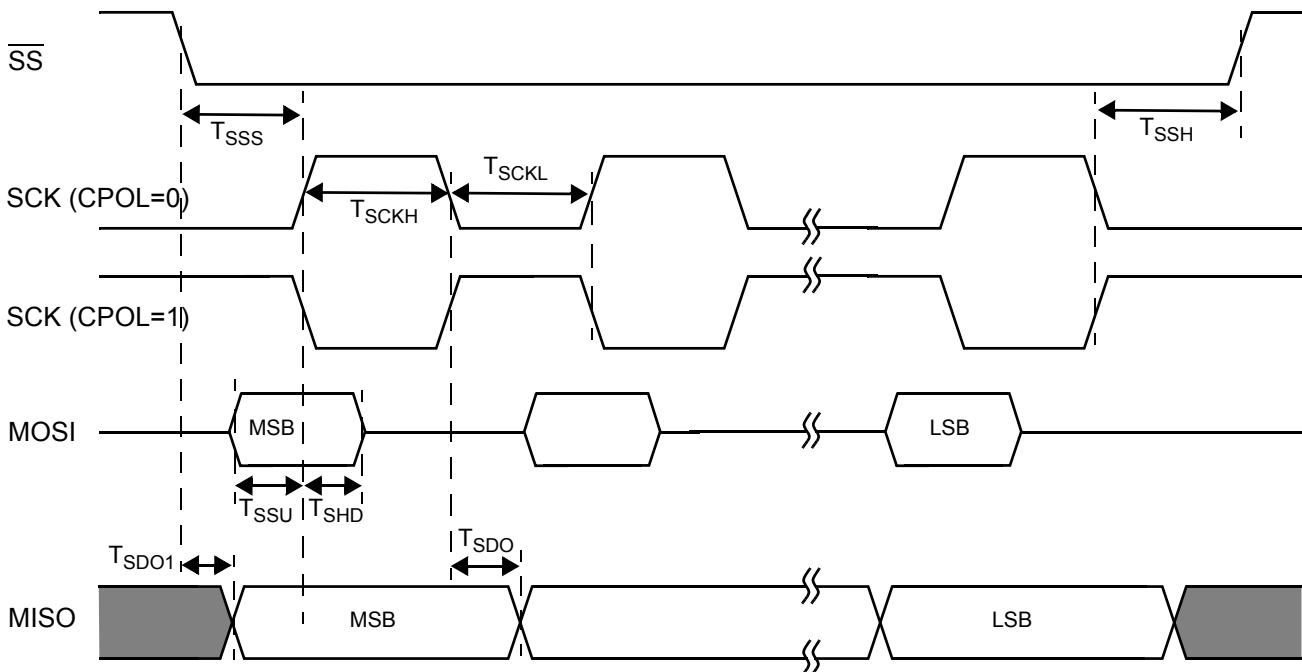 SS
TSSS
TSSH
TSCKL
SCK (CPOL=0)
TSCKH
SCK (CPOL=1)
MOSI
MSB
LSB
TSSU
TSHD
TSDO
TSDO1
MISO
MSB
LSB